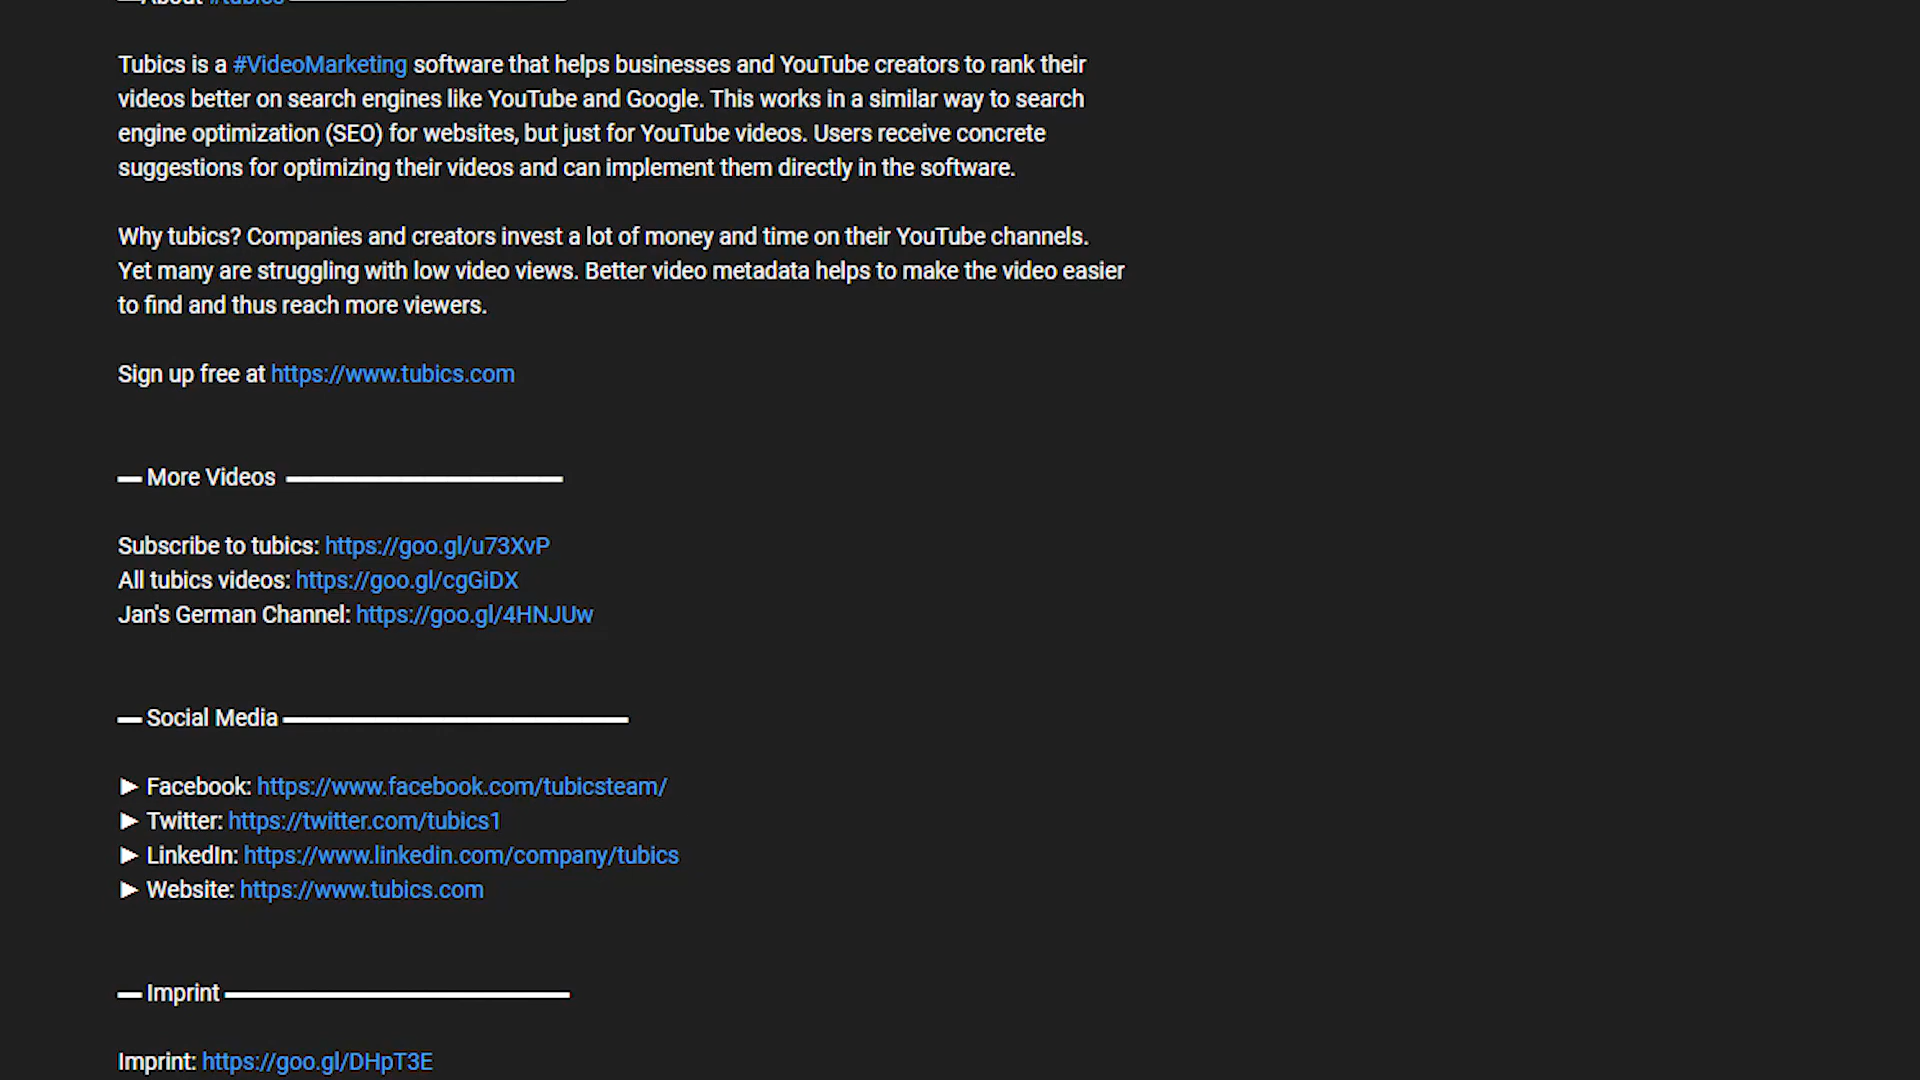 ━ About #tubics ━━━━━━━━━━━━
Tubics is a #VideoMarketing software that helps businesses and YouTube creators to rank their
videos better on search engines like YouTube and Google. This works in a similar way to search
engine optimization (SEO) for websites, but just for YouTube videos. Users receive concrete
suggestions for optimizing their videos and can implement them directly in the software.
Why tubics? Companies and creators invest a lot of money and time on their YouTube channels.
Yet many are struggling with low video views. Better video metadata helps to make the video easier
to find and thus reach more viewers.
Sign up free at https://www.tubics.com
━ More Videos ━━━━━━━━━━━━
Subscribe to tubics: https://goo.gl/u73XvP
All tubics videos: https://goo.gl/cgGiDX
Jan's German Channel: https://goo.gl/4HNJUw
━ Social Media ━━━━━━━━━━━━━━━
► Facebook: https://www.facebook.com/tubicsteam/
► Twitter: https://twitter.com/tubics1
► LinkedIn: https://www.linkedin.com/company/tubics
► Website: https://www.tubics.com
━ Imprint ━━━━━━━━━━━━━━━
Imprint: https://goo.gl/DHpT3E